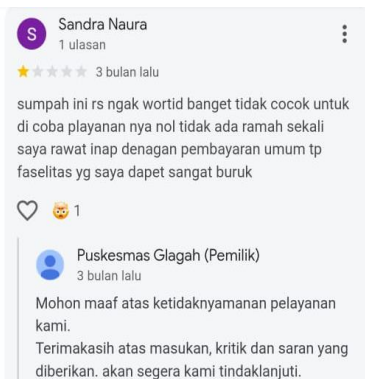 S
Sandra Naura
1 ulasan
3 bulan lalu
sumpah ini rs ngak wortid banget tidak cocok untuk
di coba playanan nya nol tidak ada ramah sekali
saya rawat inap denagan pembayaran umum tp
faselitas yg saya dapet sangat buruk
1
Puskesmas Glagah (Pemilik)
3 bulan lalu
Mohon maaf atas ketidaknyamanan pelayanan
kami.
Terimakasih atas masukan, kritik dan saran yang
diberikan. akan segera kami tindaklanjuti.